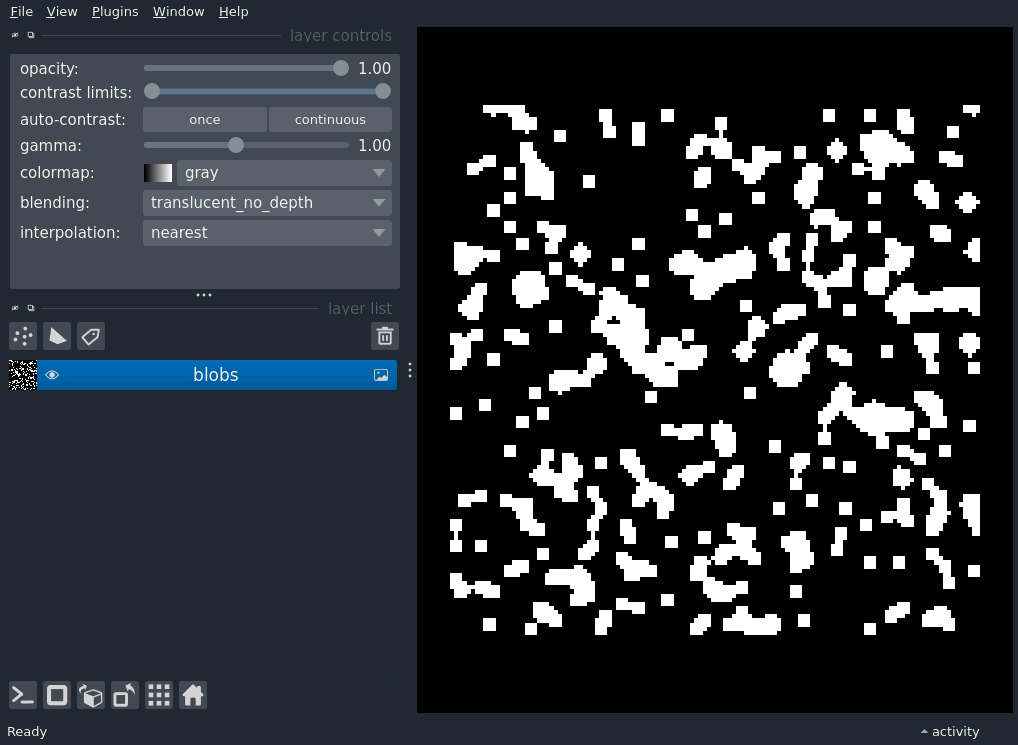 File View Plugins Window Help
layer controls
opacity: 1.00
contrast limits:
auto-contrast: once continuous
gamma: 1.00
colormap: gray
blending: translucent_no_depth
interpolation: nearest
layer list
blobs
Ready activity